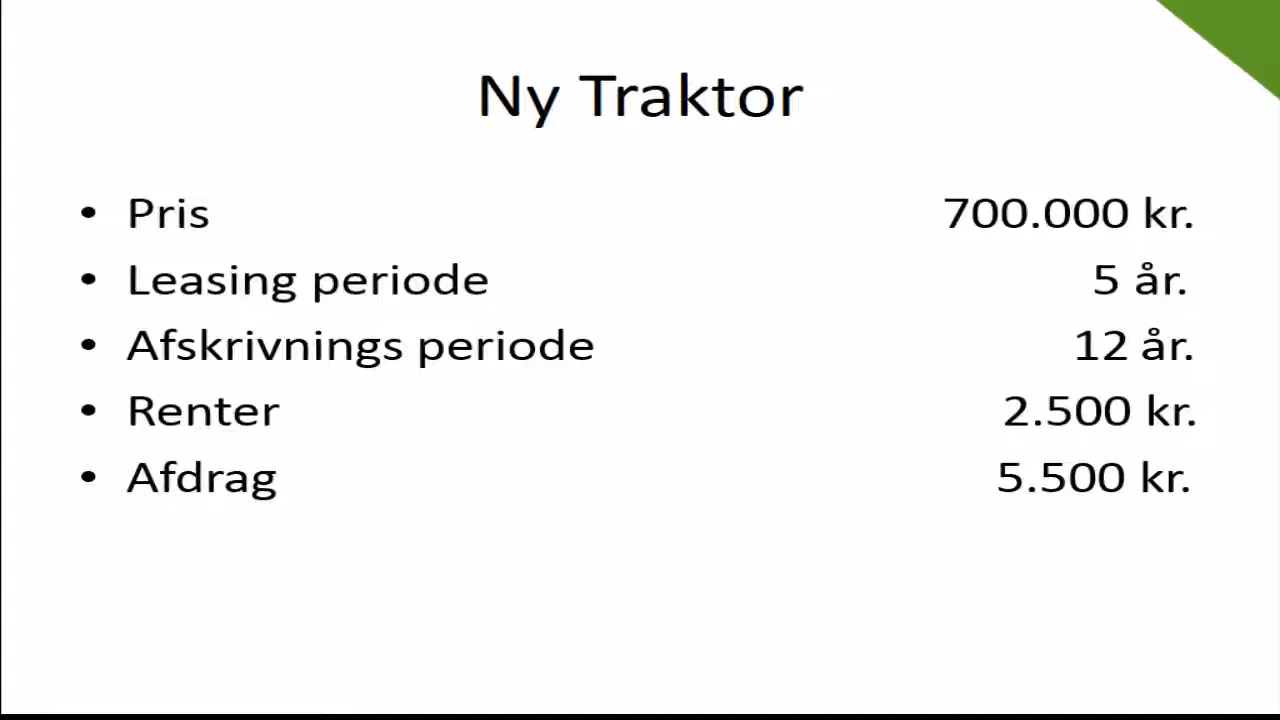 Ny Traktor
• Pris 700.000 kr.
• Leasing periode 5 år.
• Afskrivnings periode 12 år.
• Renter 2.500 kr.
• Afdrag 5.500 kr.